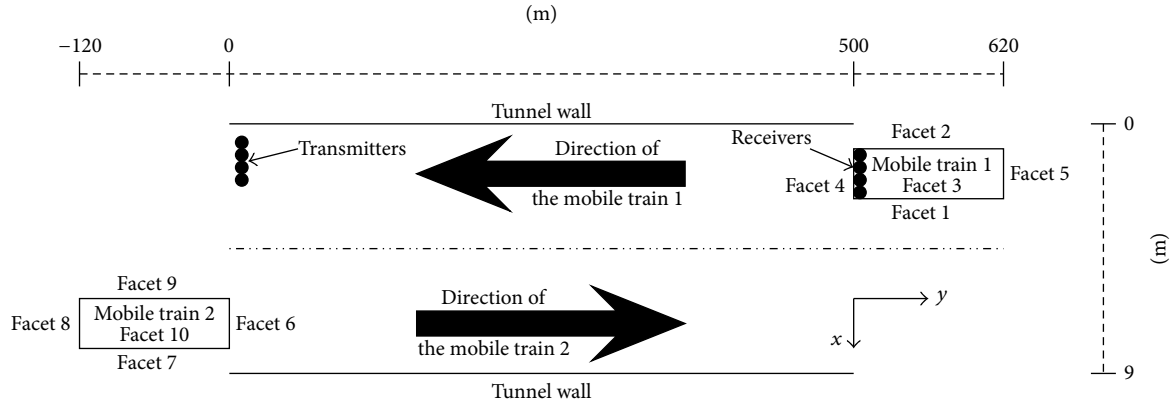 (m)
−120
0
500
620
Tunnel wall
0
Transmitters
Direction of
the mobile train 1
Receivers
Facet 2
Mobile train 1
Facet 3
Facet 4
Facet 5
Facet 1
(m)
Facet 9
Mobile train 2
Facet 10
Facet 8
Facet 6
Facet 7
Direction of
the mobile train 2
y
x
Tunnel wall
9